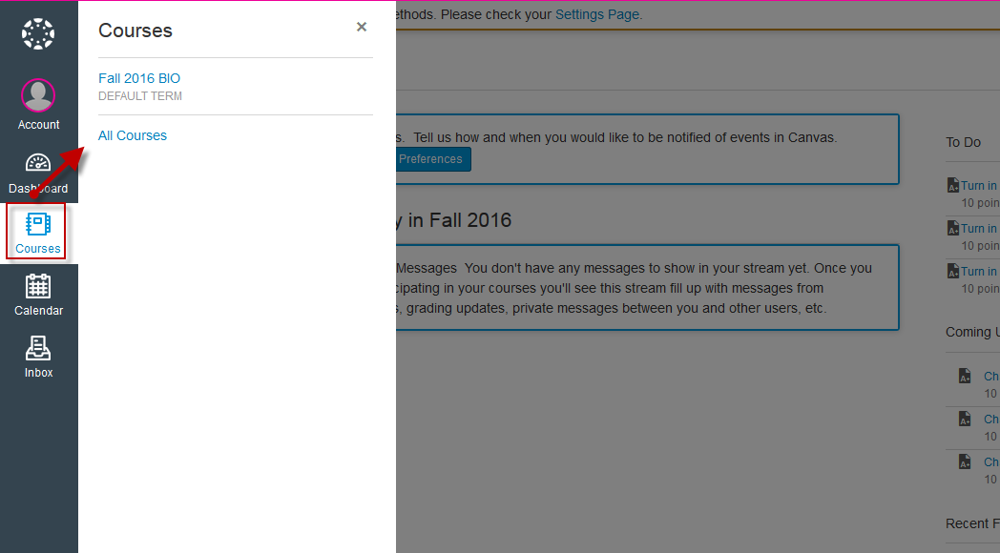 Account
Dashboard
Courses
Calendar
Inbox
Courses
×
Fall 2016 BIO
DEFAULT TERM
All Courses
ethods. Please check your Settings Page.
s. Tell us how and when you would like to be notified of events in Canvas.
Preferences
y in Fall 2016
Messages You don't have any messages to show in your stream yet. Once you
cipating in your courses you'll see this stream fill up with messages from
s, grading updates, private messages between you and other users, etc.
To Do
A+ Turn in
10 poin
A+ Turn in
10 poin
A+ Turn in
10 poin
Coming U
A+ Ch
10
A+ Ch
10
A+ Ch
10
Recent F